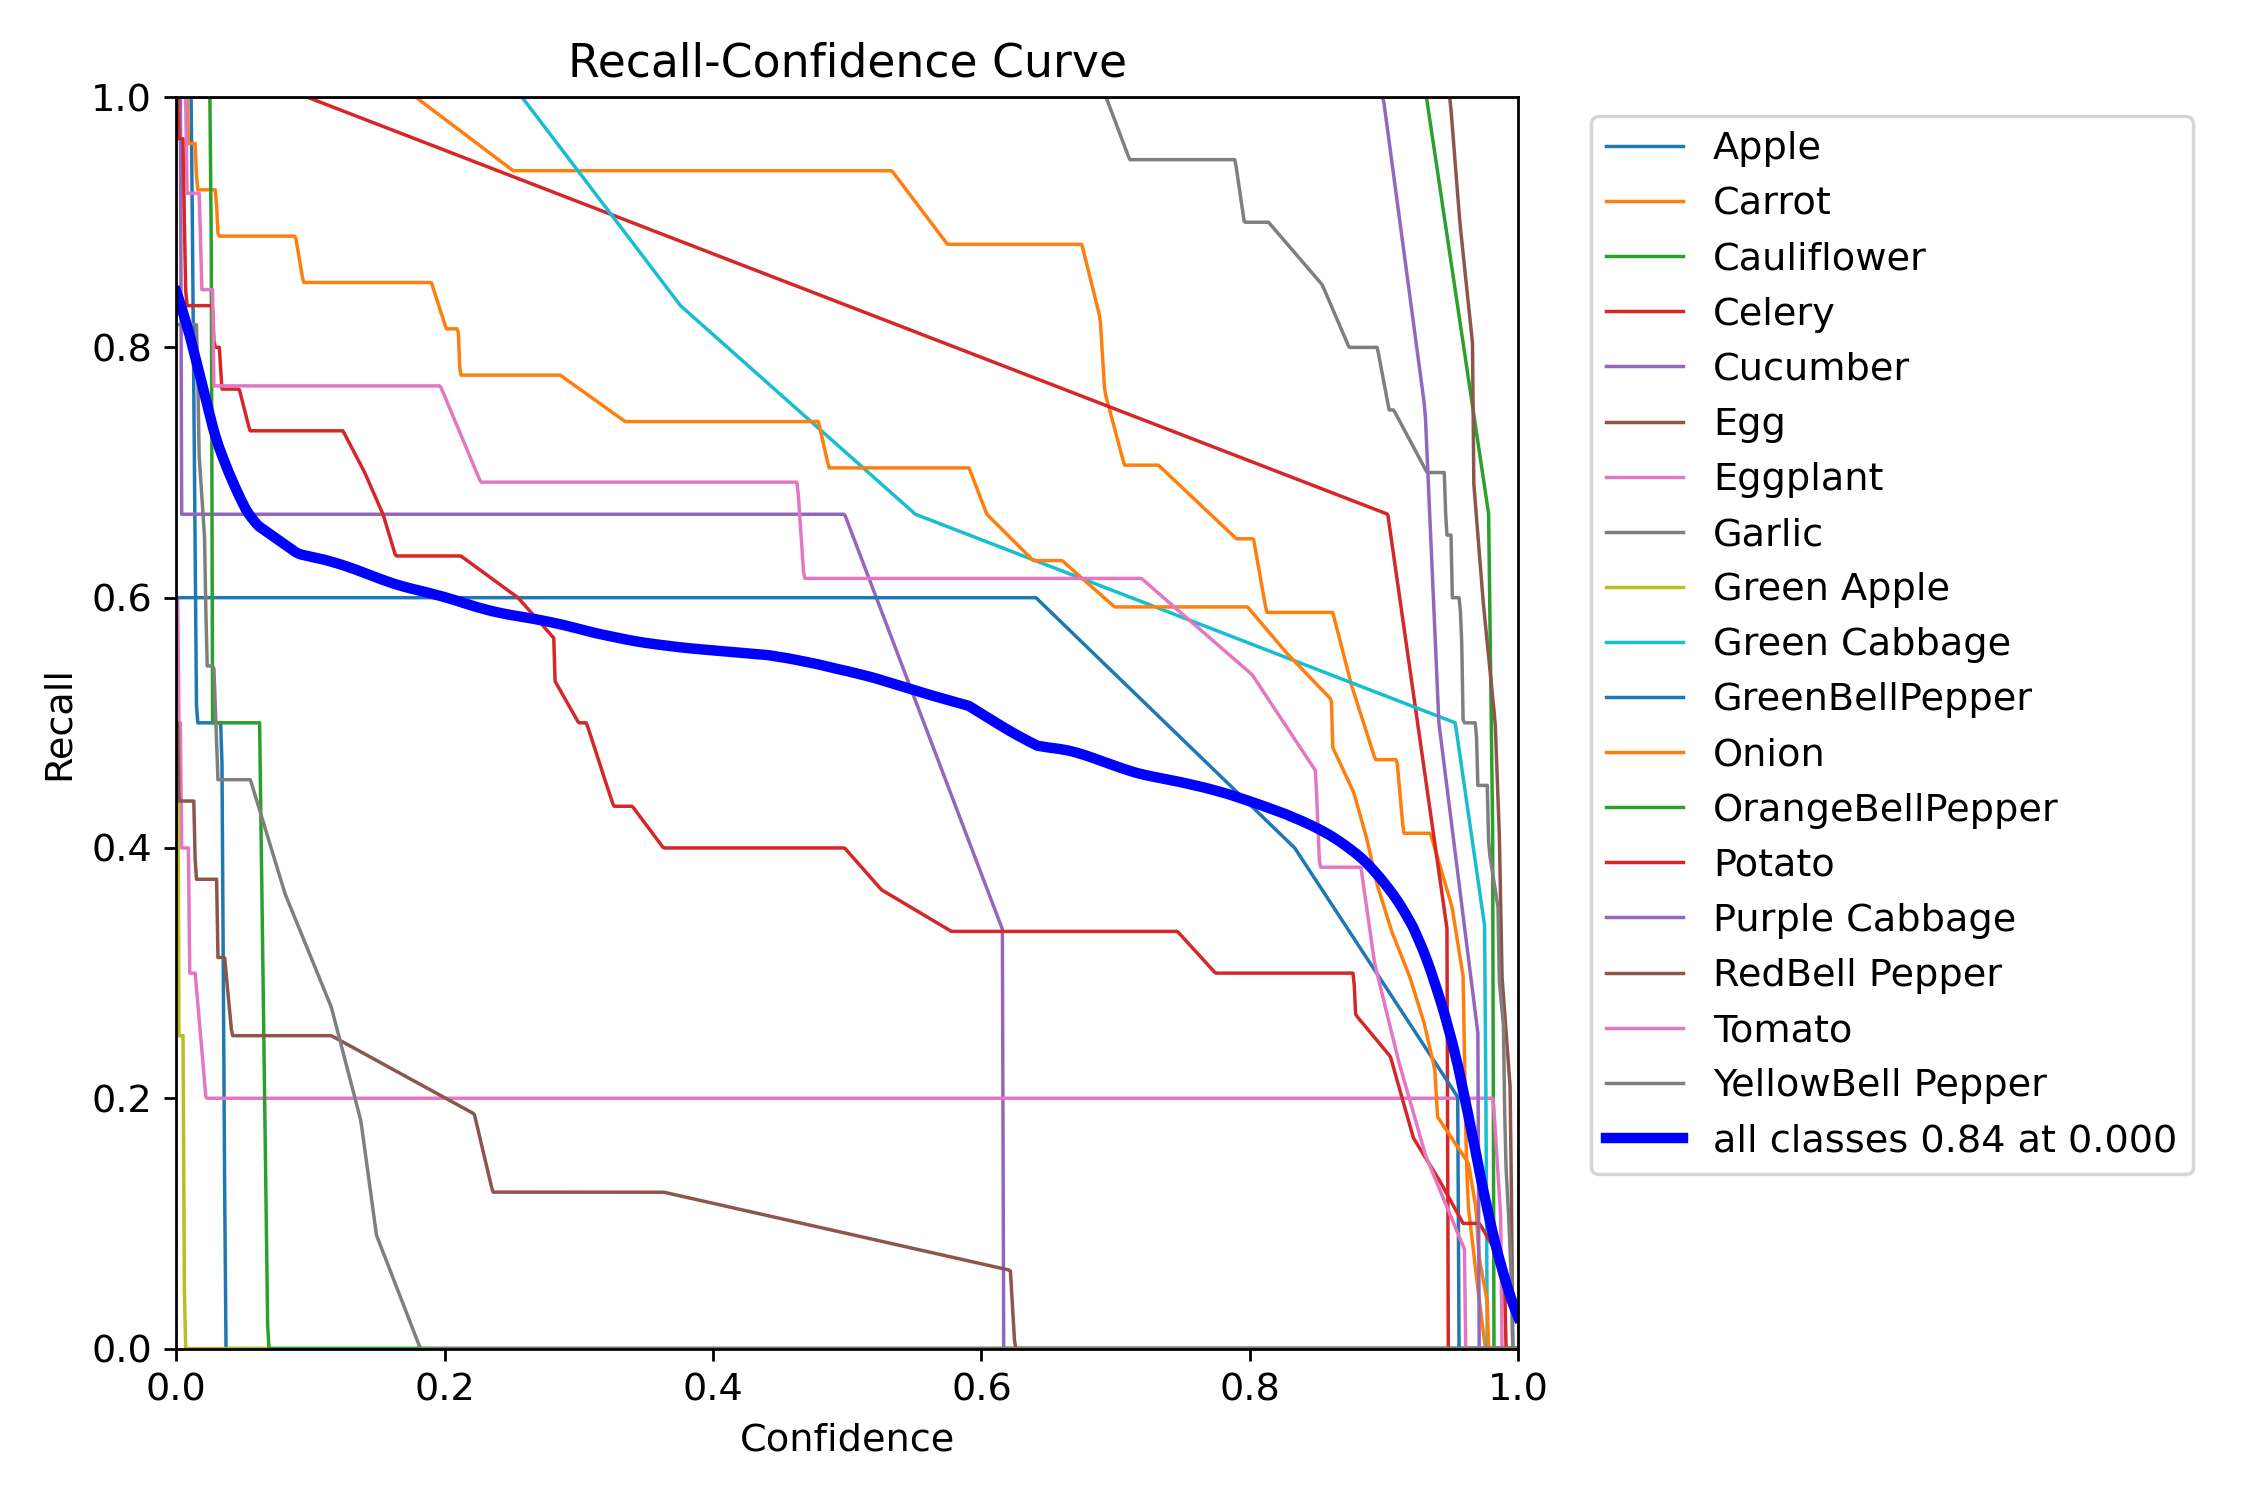 Recall-Confidence Curve
1.0
0.8
0.6
0.4
0.2
0.0
Recall
0.0 0.2 0.4 0.6 0.8 1.0
Confidence
Apple
Carrot
Cauliflower
Celery
Cucumber
Egg
Eggplant
Garlic
Green Apple
Green Cabbage
GreenBellPepper
Onion
OrangeBellPepper
Potato
Purple Cabbage
RedBell Pepper
Tomato
YellowBell Pepper
all classes 0.84 at 0.000